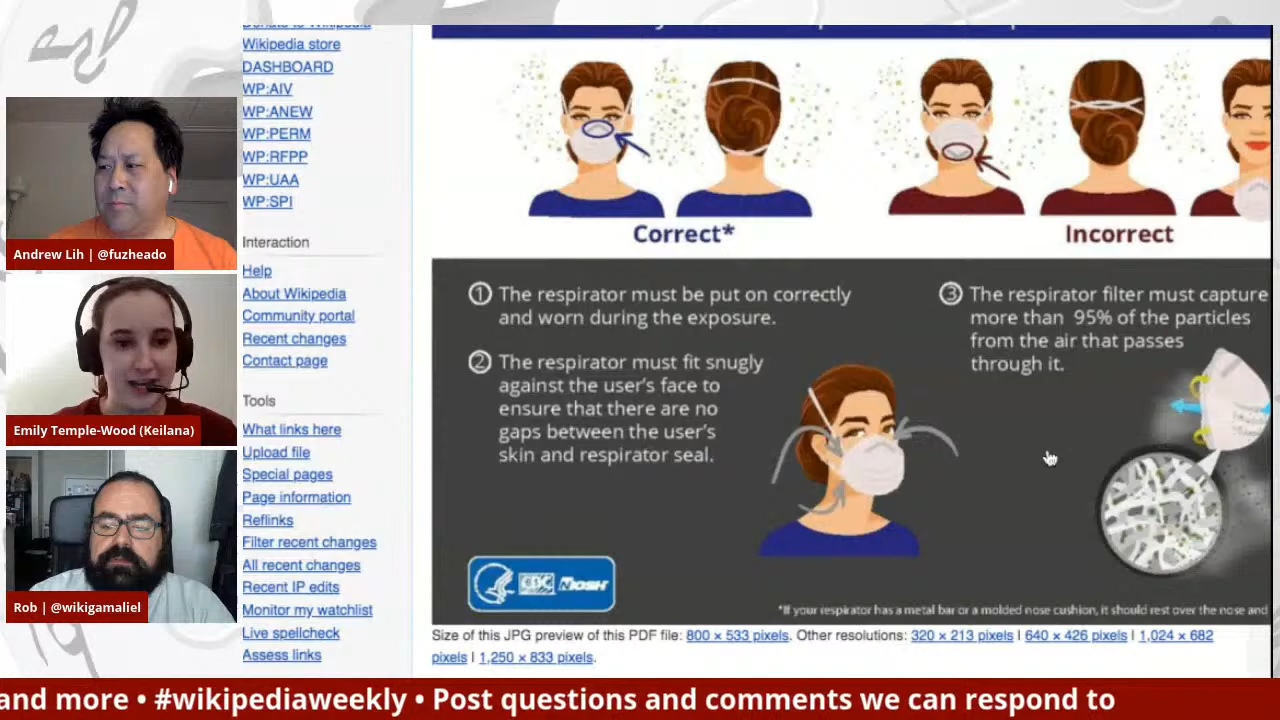 Donate to Wikipedia
Wikipedia store
DASHBOARD
WP:AIV
WP:ANEW
WP:PERM
WP:RFPP
WP:UAA
WP:SPI
Interaction
Help
About Wikipedia
Community portal
Recent changes
Contact page
Tools
What links here
Upload file
Special pages
Page information
Reflinks
Filter recent changes
All recent changes
Recent IP edits
Monitor my watchlist
Live spellcheck
Assess links
Andrew Lih | @fuzheado
Emily Temple-Wood (Keilana)
Rob | @wikigamaliel
Correct*
Incorrect
1 The respirator must be put on correctly
and worn during the exposure.
2 The respirator must fit snugly
against the user's face to
ensure that there are no
gaps between the user's
skin and respirator seal.
3 The respirator filter must capture
more than 95% of the particles
from the air that passes
through it.
CDC NIOSH
*If your respirator has a metal bar or a molded nose cushion, it should rest over the nose and
Size of this JPG preview of this PDF file: 800 × 533 pixels. Other resolutions: 320 × 213 pixels | 640 × 426 pixels | 1,024 × 682
pixels | 1,250 × 833 pixels.
and more • #wikipediaweekly • Post questions and comments we can respond to